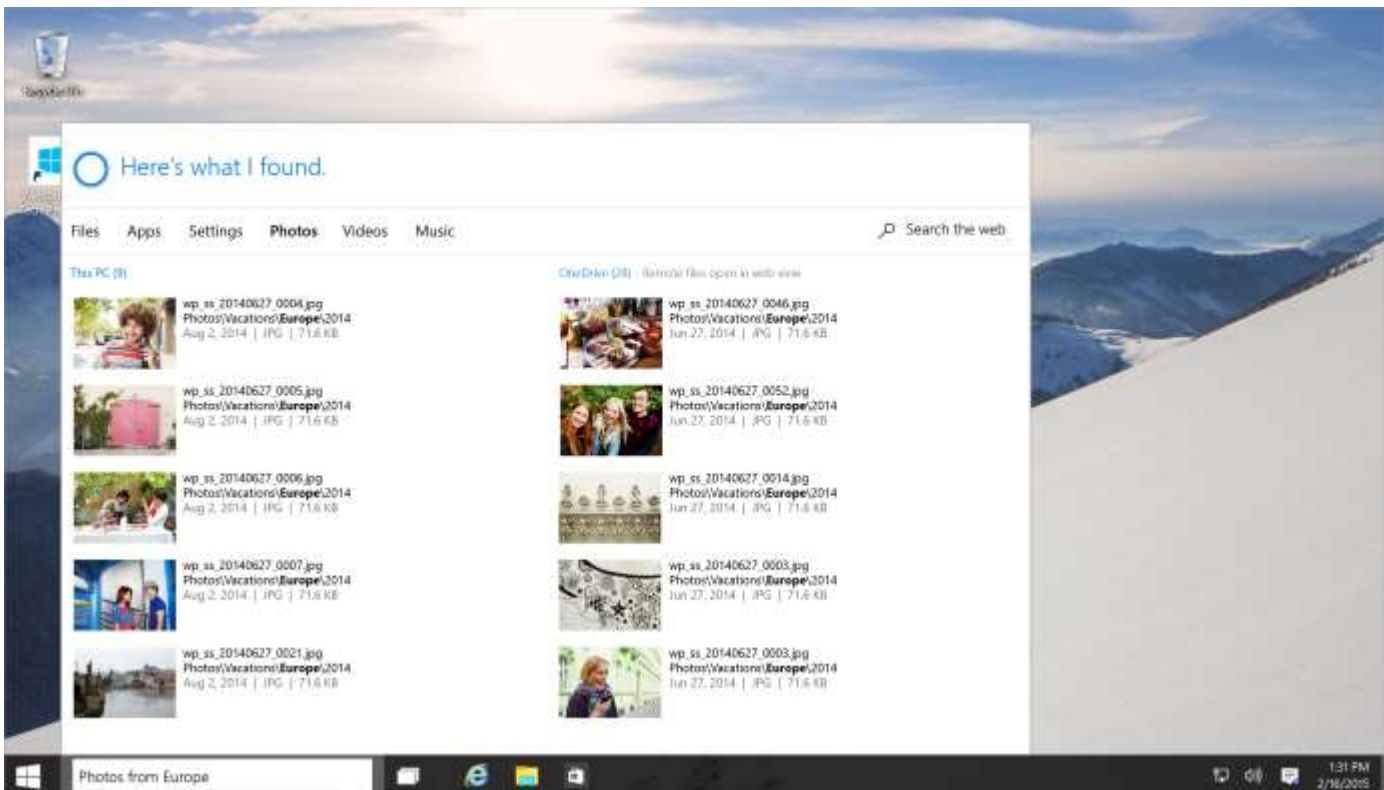 Here's what I found.
Files Apps Settings Photos Videos Music Search the web
This PC (9)
wp_ss_20140627_0004.jpg
Photos\Vacations\Europe\2014
Aug 2, 2014 | JPG | 71.6 KB
wp_ss_20140627_0005.jpg
Photos\Vacations\Europe\2014
Aug 2, 2014 | JPG | 71.6 KB
wp_ss_20140627_0006.jpg
Photos\Vacations\Europe\2014
Aug 2, 2014 | JPG | 71.6 KB
wp_ss_20140627_0007.jpg
Photos\Vacations\Europe\2014
Aug 2, 2014 | JPG | 71.6 KB
wp_ss_20140627_0021.jpg
Photos\Vacations\Europe\2014
Aug 2, 2014 | JPG | 71.6 KB
OneDrive (28) - Remote files open in web view
wp_ss_20140627_0046.jpg
Photos\Vacations\Europe\2014
Jun 27, 2014 | JPG | 71.6 KB
wp_ss_20140627_0052.jpg
Photos\Vacations\Europe\2014
Jun 27, 2014 | JPG | 71.6 KB
wp_ss_20140627_0014.jpg
Photos\Vacations\Europe\2014
Jun 27, 2014 | JPG | 71.6 KB
wp_ss_20140627_0003.jpg
Photos\Vacations\Europe\2014
Jun 27, 2014 | JPG | 71.6 KB
wp_ss_20140627_0003.jpg
Photos\Vacations\Europe\2014
Jun 27, 2014 | JPG | 71.6 KB
Photos from Europe
1:31 PM
2/16/2015